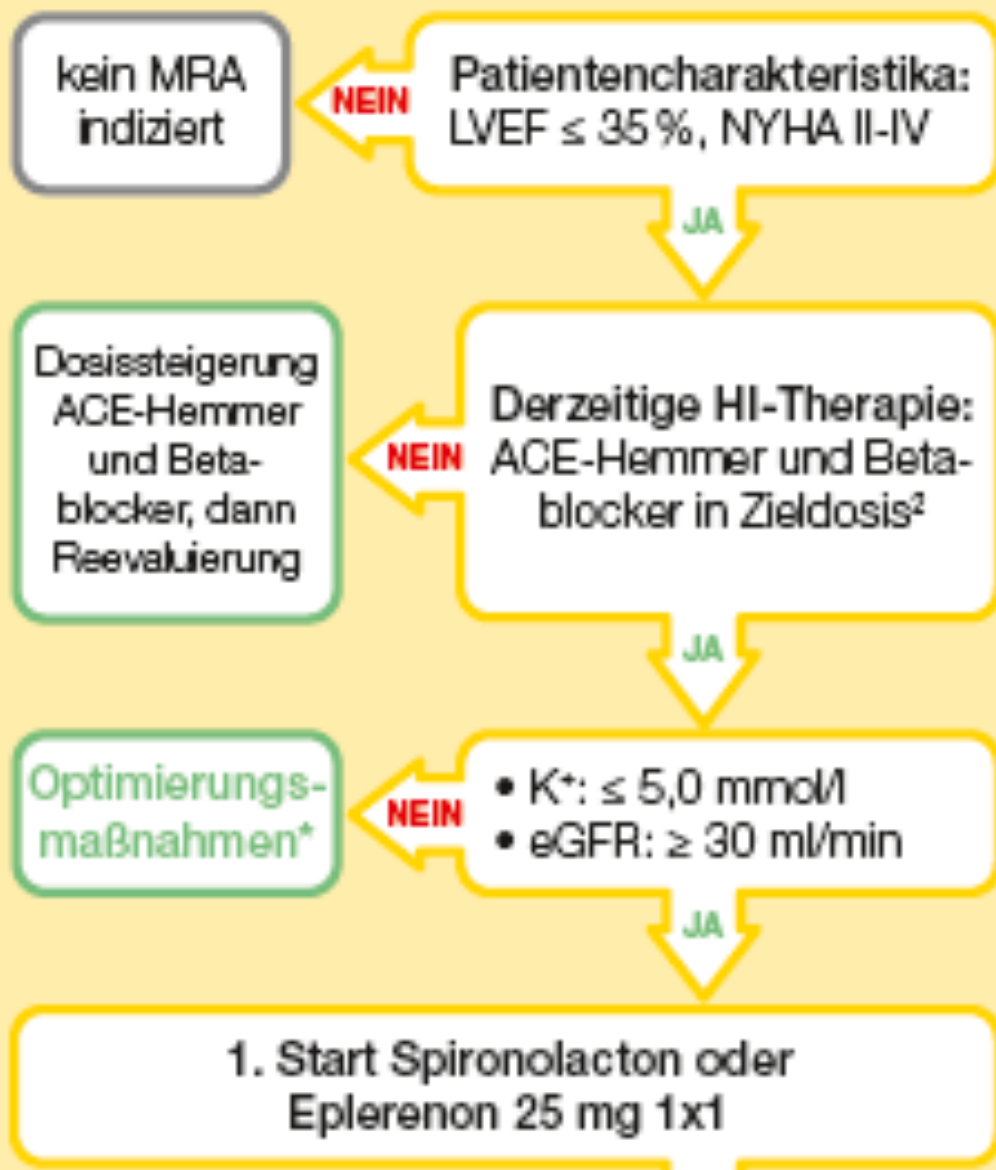 kein MRA
indiziert
NEIN
Patientencharakteristika:
LVEF ≤ 35 %, NYHA II-IV
JA
Dosissteigerung
ACE-Hemmer
und Beta-
blocker, dann
Reevaluierung
NEIN
Derzeitige HI-Therapie:
ACE-Hemmer und Beta-
blocker in Zieldosis²
JA
Optimierungs-
maßnahmen*
NEIN
• K⁺: ≤ 5,0 mmol/l
• eGFR: ≥ 30 ml/min
JA
1. Start Spironolacton oder
Eplerenon 25 mg 1x1